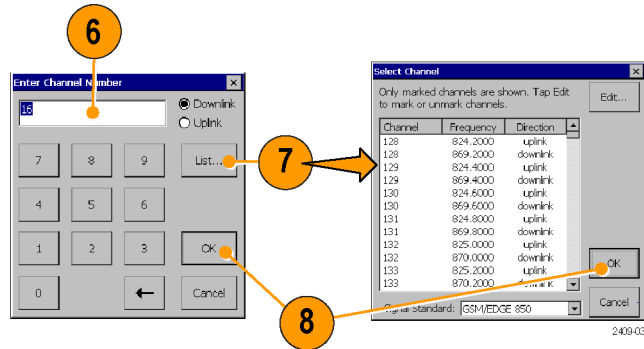 6
Enter Channel Number
16
Downlink
Uplink
7 8 9 List...
4 5 6
1 2 3 OK
0 Cancel
7
8
Select Channel
Only marked channels are shown. Tap Edit
to mark or unmark channels.
Edit...
Channel Frequency Direction
128 824.2000 uplink
128 869.2000 downlink
129 824.4000 uplink
129 869.4000 downlink
130 824.6000 uplink
130 869.6000 downlink
131 824.8000 uplink
131 869.8000 downlink
132 825.0000 uplink
132 870.0000 downlink
133 825.2000 uplink
133 870.2000 downlink
OK
Signal Standard: GSM/EDGE 850
Cancel
2409-03